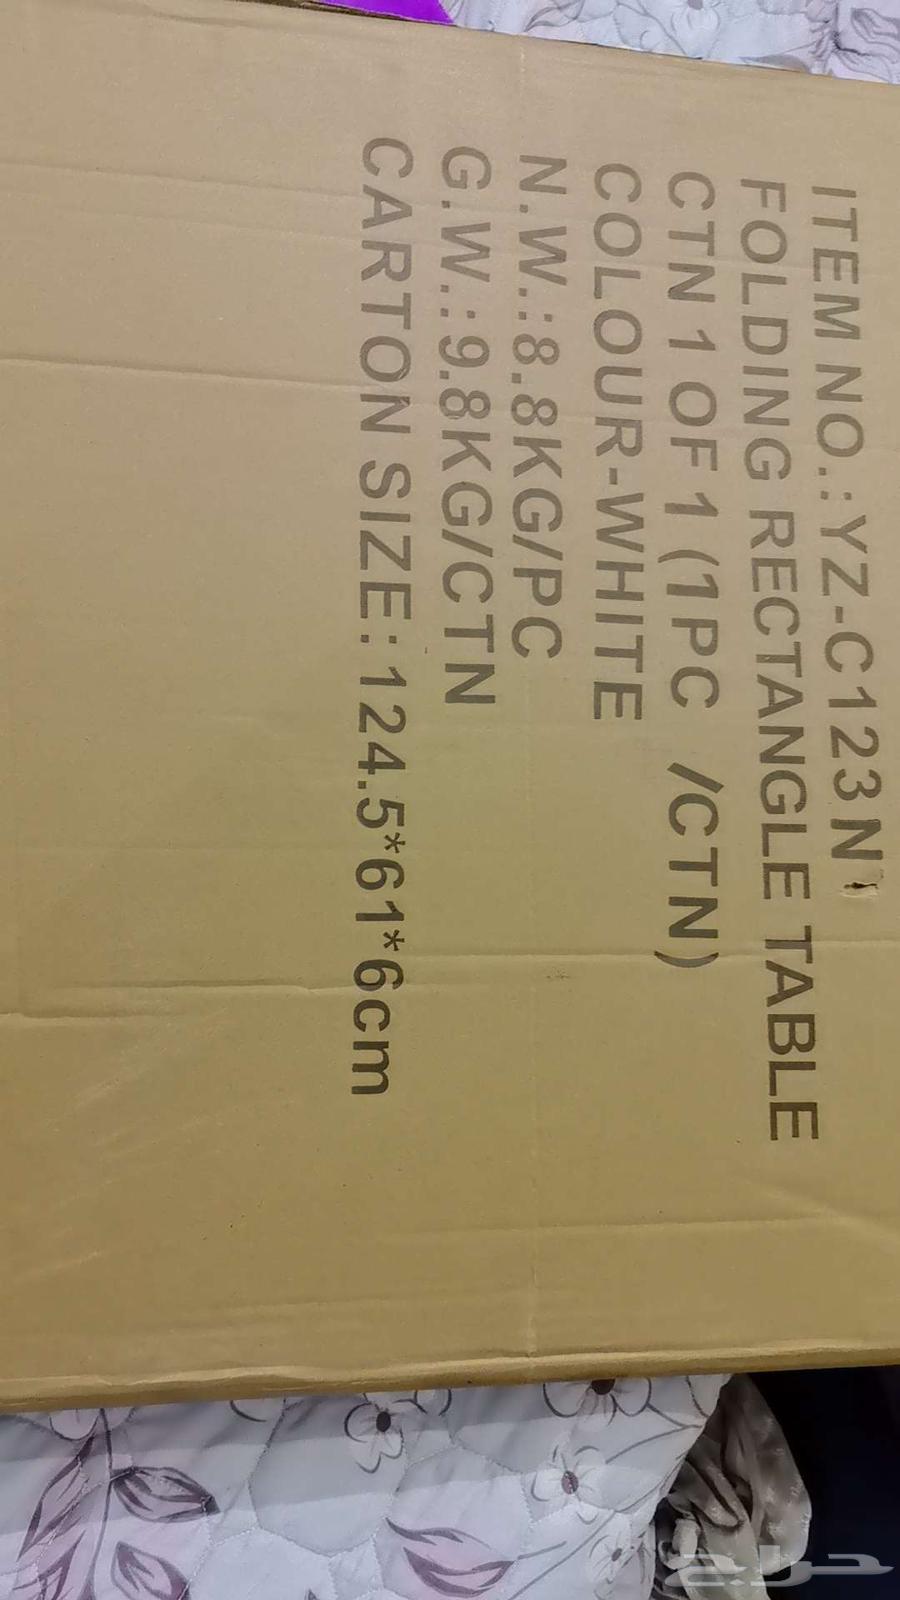 ITEM NO.:YZ-C123N
FOLDING RECTANGLE TABLE
CTN 1 OF 1 (1PC /CTN)
COLOUR-WHITE
N.W.:8.8KG/PC
G.W.:9.8KG/CTN
CARTON SIZE:124.5*61*6cm
حراج